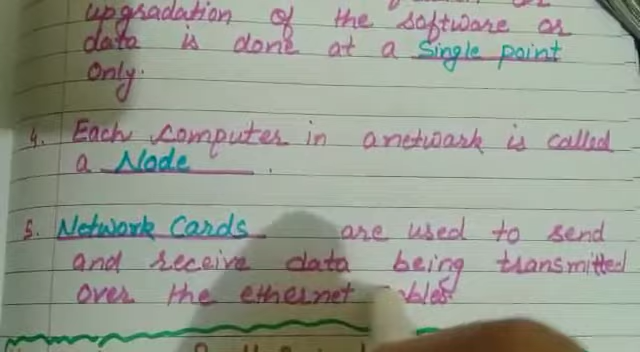 upgradation of the software or
data is done at a Single point
only.
4. Each computer in a network is called
a Node.
5. Network Cards are used to send
and receive data being transmitted
over the ethernet